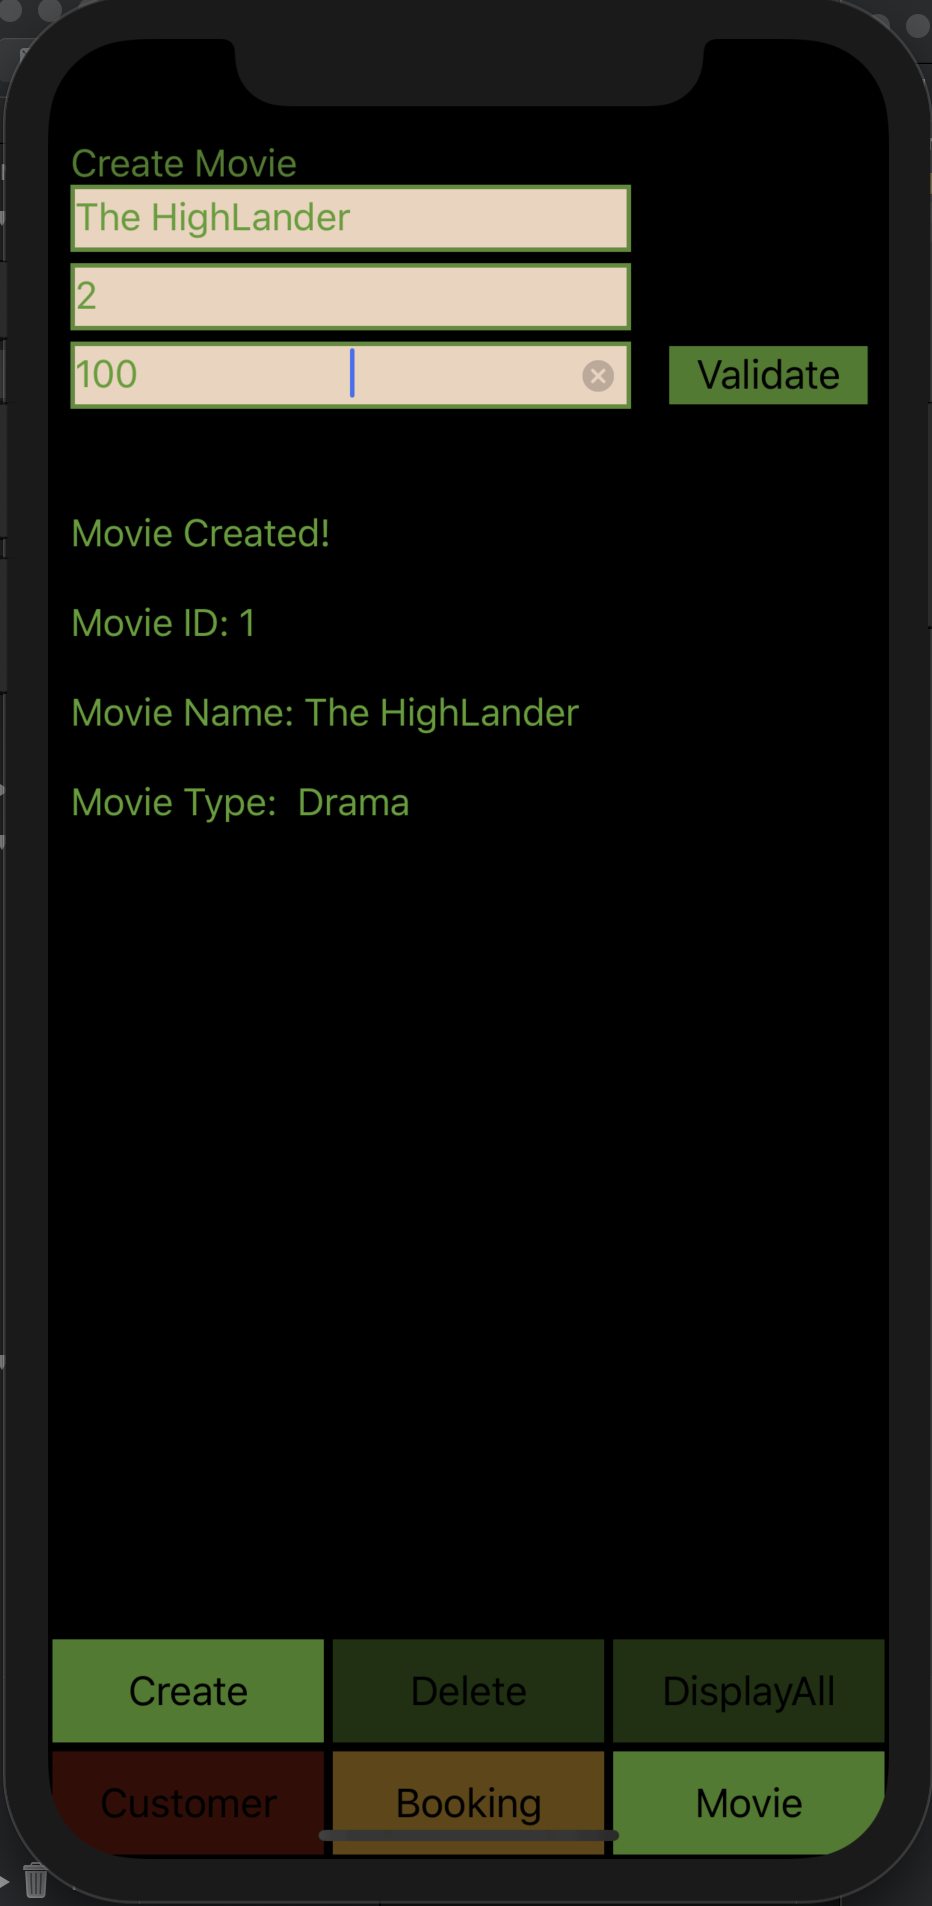 Create Movie
The HighLander
2
100
Validate
Movie Created!
Movie ID: 1
Movie Name: The HighLander
Movie Type:  Drama
Create Delete DisplayAll
Customer Booking Movie